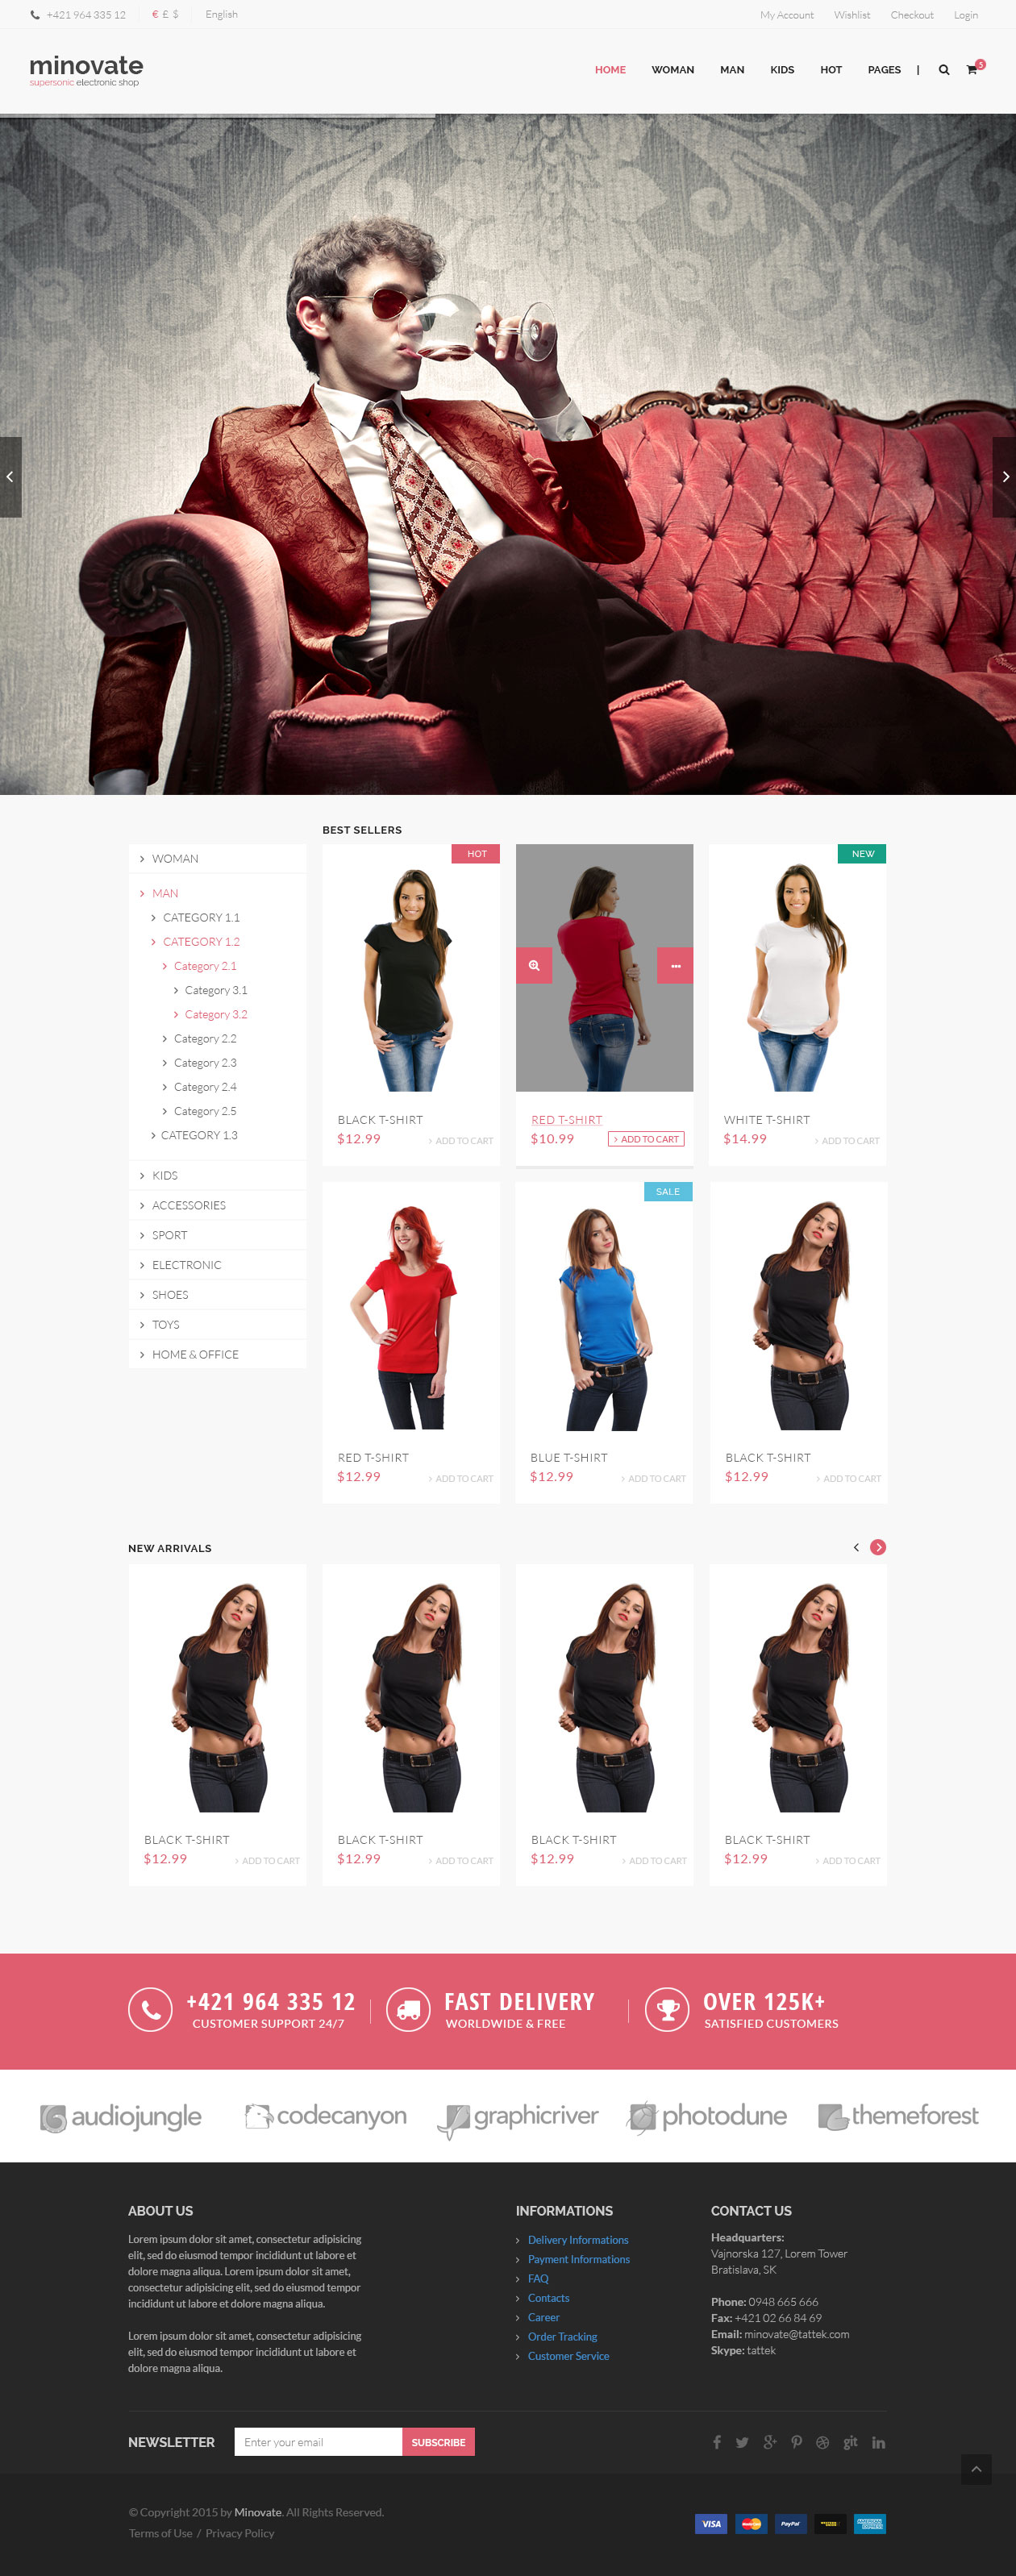 +421 964 335 12 € £ $ English My Account Wishlist Checkout Login
minovate
supersonic electronic shop
HOME WOMAN MAN KIDS HOT PAGES | 5
BEST SELLERS
WOMAN
MAN
CATEGORY 1.1
CATEGORY 1.2
Category 2.1
Category 3.1
Category 3.2
Category 2.2
Category 2.3
Category 2.4
Category 2.5
CATEGORY 1.3
KIDS
ACCESSORIES
SPORT
ELECTRONIC
SHOES
TOYS
HOME & OFFICE
HOT
BLACK T-SHIRT
$12.99 ADD TO CART
RED T-SHIRT
$10.99 ADD TO CART
NEW
WHITE T-SHIRT
$14.99 ADD TO CART
RED T-SHIRT
$12.99 ADD TO CART
SALE
BLUE T-SHIRT
$12.99 ADD TO CART
BLACK T-SHIRT
$12.99 ADD TO CART
NEW ARRIVALS
BLACK T-SHIRT
$12.99 ADD TO CART
BLACK T-SHIRT
$12.99 ADD TO CART
BLACK T-SHIRT
$12.99 ADD TO CART
BLACK T-SHIRT
$12.99 ADD TO CART
+421 964 335 12
CUSTOMER SUPPORT 24/7
FAST DELIVERY
WORLDWIDE & FREE
OVER 125K+
SATISFIED CUSTOMERS
audiojungle codecanyon graphicriver photodune themeforest
ABOUT US
Lorem ipsum dolor sit amet, consectetur adipisicing
elit, sed do eiusmod tempor incididunt ut labore et
dolore magna aliqua. Lorem ipsum dolor sit amet,
consectetur adipisicing elit, sed do eiusmod tempor
incididunt ut labore et dolore magna aliqua.
Lorem ipsum dolor sit amet, consectetur adipisicing
elit, sed do eiusmod tempor incididunt ut labore et
dolore magna aliqua.
INFORMATIONS
Delivery Informations
Payment Informations
FAQ
Contacts
Career
Order Tracking
Customer Service
CONTACT US
Headquarters:
Vajnorska 127, Lorem Tower
Bratislava, SK
Phone: 0948 665 666
Fax: +421 02 66 84 69
Email: minovate@tattek.com
Skype: tattek
NEWSLETTER Enter your email SUBSCRIBE git
© Copyright 2015 by Minovate. All Rights Reserved.
Terms of Use / Privacy Policy
VISA MasterCard PayPal WESTERN UNION AMERICAN EXPRESS